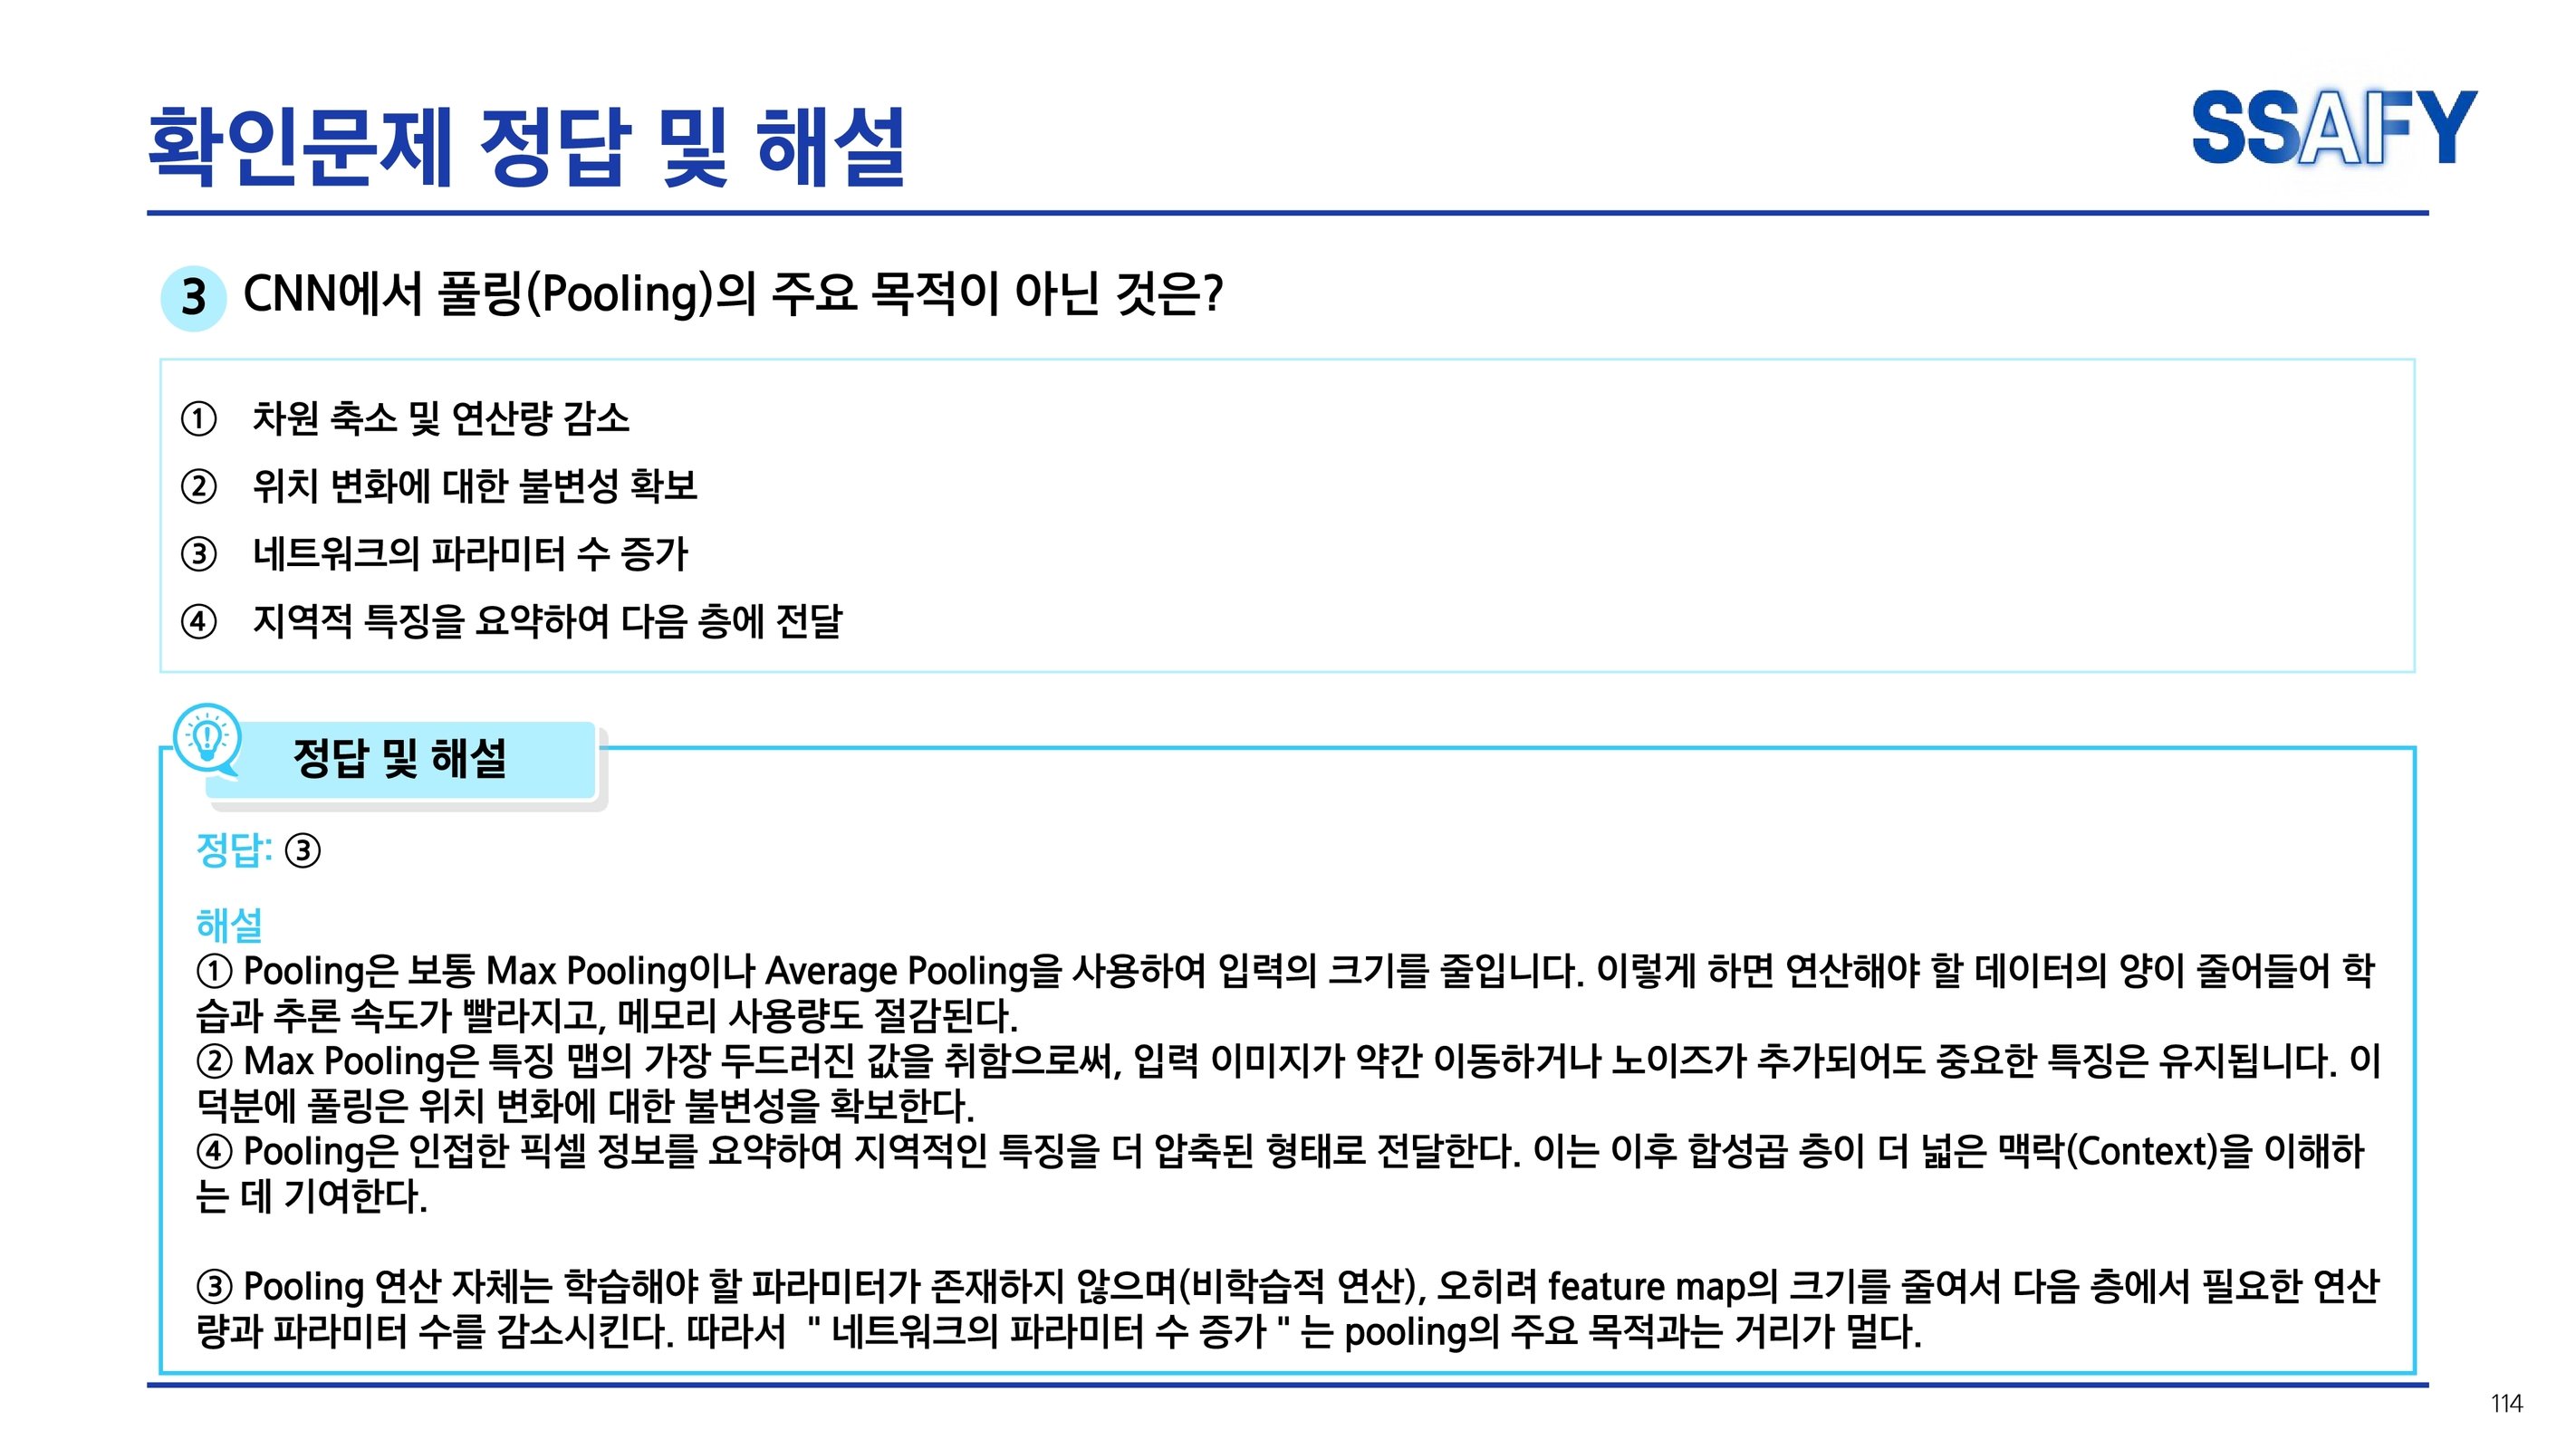 확인문제 정답 및 해설
SSAFY
3 CNN에서 풀링(Pooling)의 주요 목적이 아닌 것은?
① 차원 축소 및 연산량 감소
② 위치 변화에 대한 불변성 확보
③ 네트워크의 파라미터 수 증가
④ 지역적 특징을 요약하여 다음 층에 전달
정답 및 해설
정답: ③
해설
① Pooling은 보통 Max Pooling이나 Average Pooling을 사용하여 입력의 크기를 줄입니다. 이렇게 하면 연산해야 할 데이터의 양이 줄어들어 학
습과 추론 속도가 빨라지고, 메모리 사용량도 절감된다.
② Max Pooling은 특징 맵의 가장 두드러진 값을 취함으로써, 입력 이미지가 약간 이동하거나 노이즈가 추가되어도 중요한 특징은 유지됩니다. 이
덕분에 풀링은 위치 변화에 대한 불변성을 확보한다.
④ Pooling은 인접한 픽셀 정보를 요약하여 지역적인 특징을 더 압축된 형태로 전달한다. 이는 이후 합성곱 층이 더 넓은 맥락(Context)을 이해하
는 데 기여한다.
③ Pooling 연산 자체는 학습해야 할 파라미터가 존재하지 않으며(비학습적 연산), 오히려 feature map의 크기를 줄여서 다음 층에서 필요한 연산
량과 파라미터 수를 감소시킨다. 따라서 " 네트워크의 파라미터 수 증가 " 는 pooling의 주요 목적과는 거리가 멀다.
114